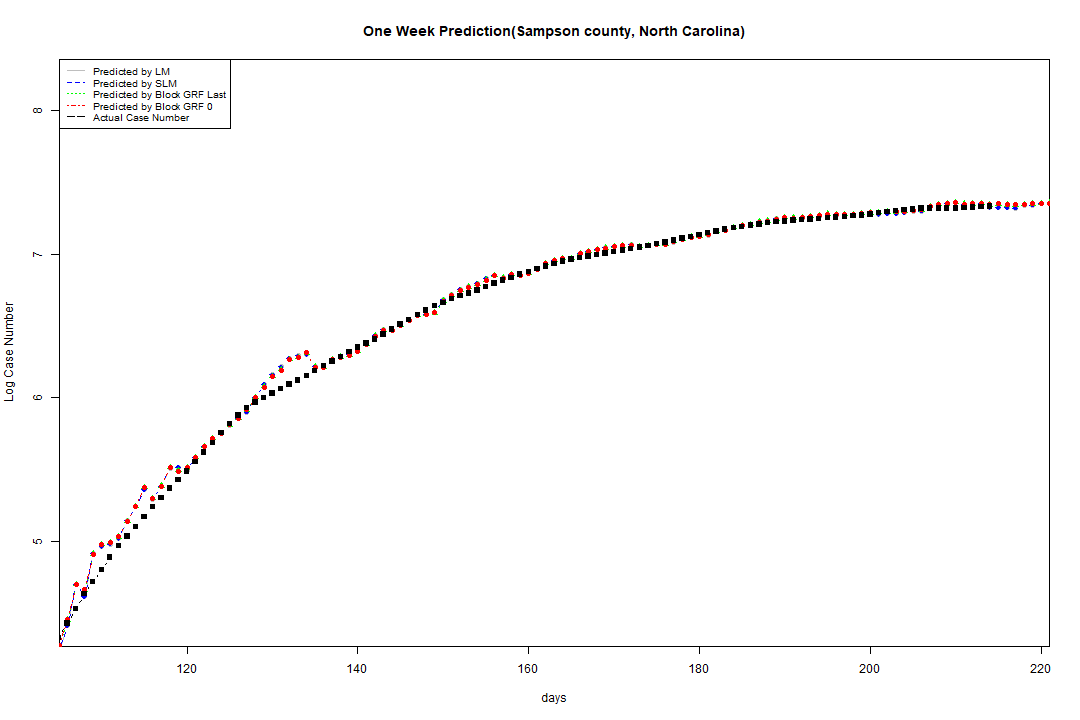 One Week Prediction(Sampson county, North Carolina)
Predicted by LM
Predicted by SLM
Predicted by Block GRF Last
Predicted by Block GRF 0
Actual Case Number
8
7
6
5
Log Case Number
120 140 160 180 200 220
days